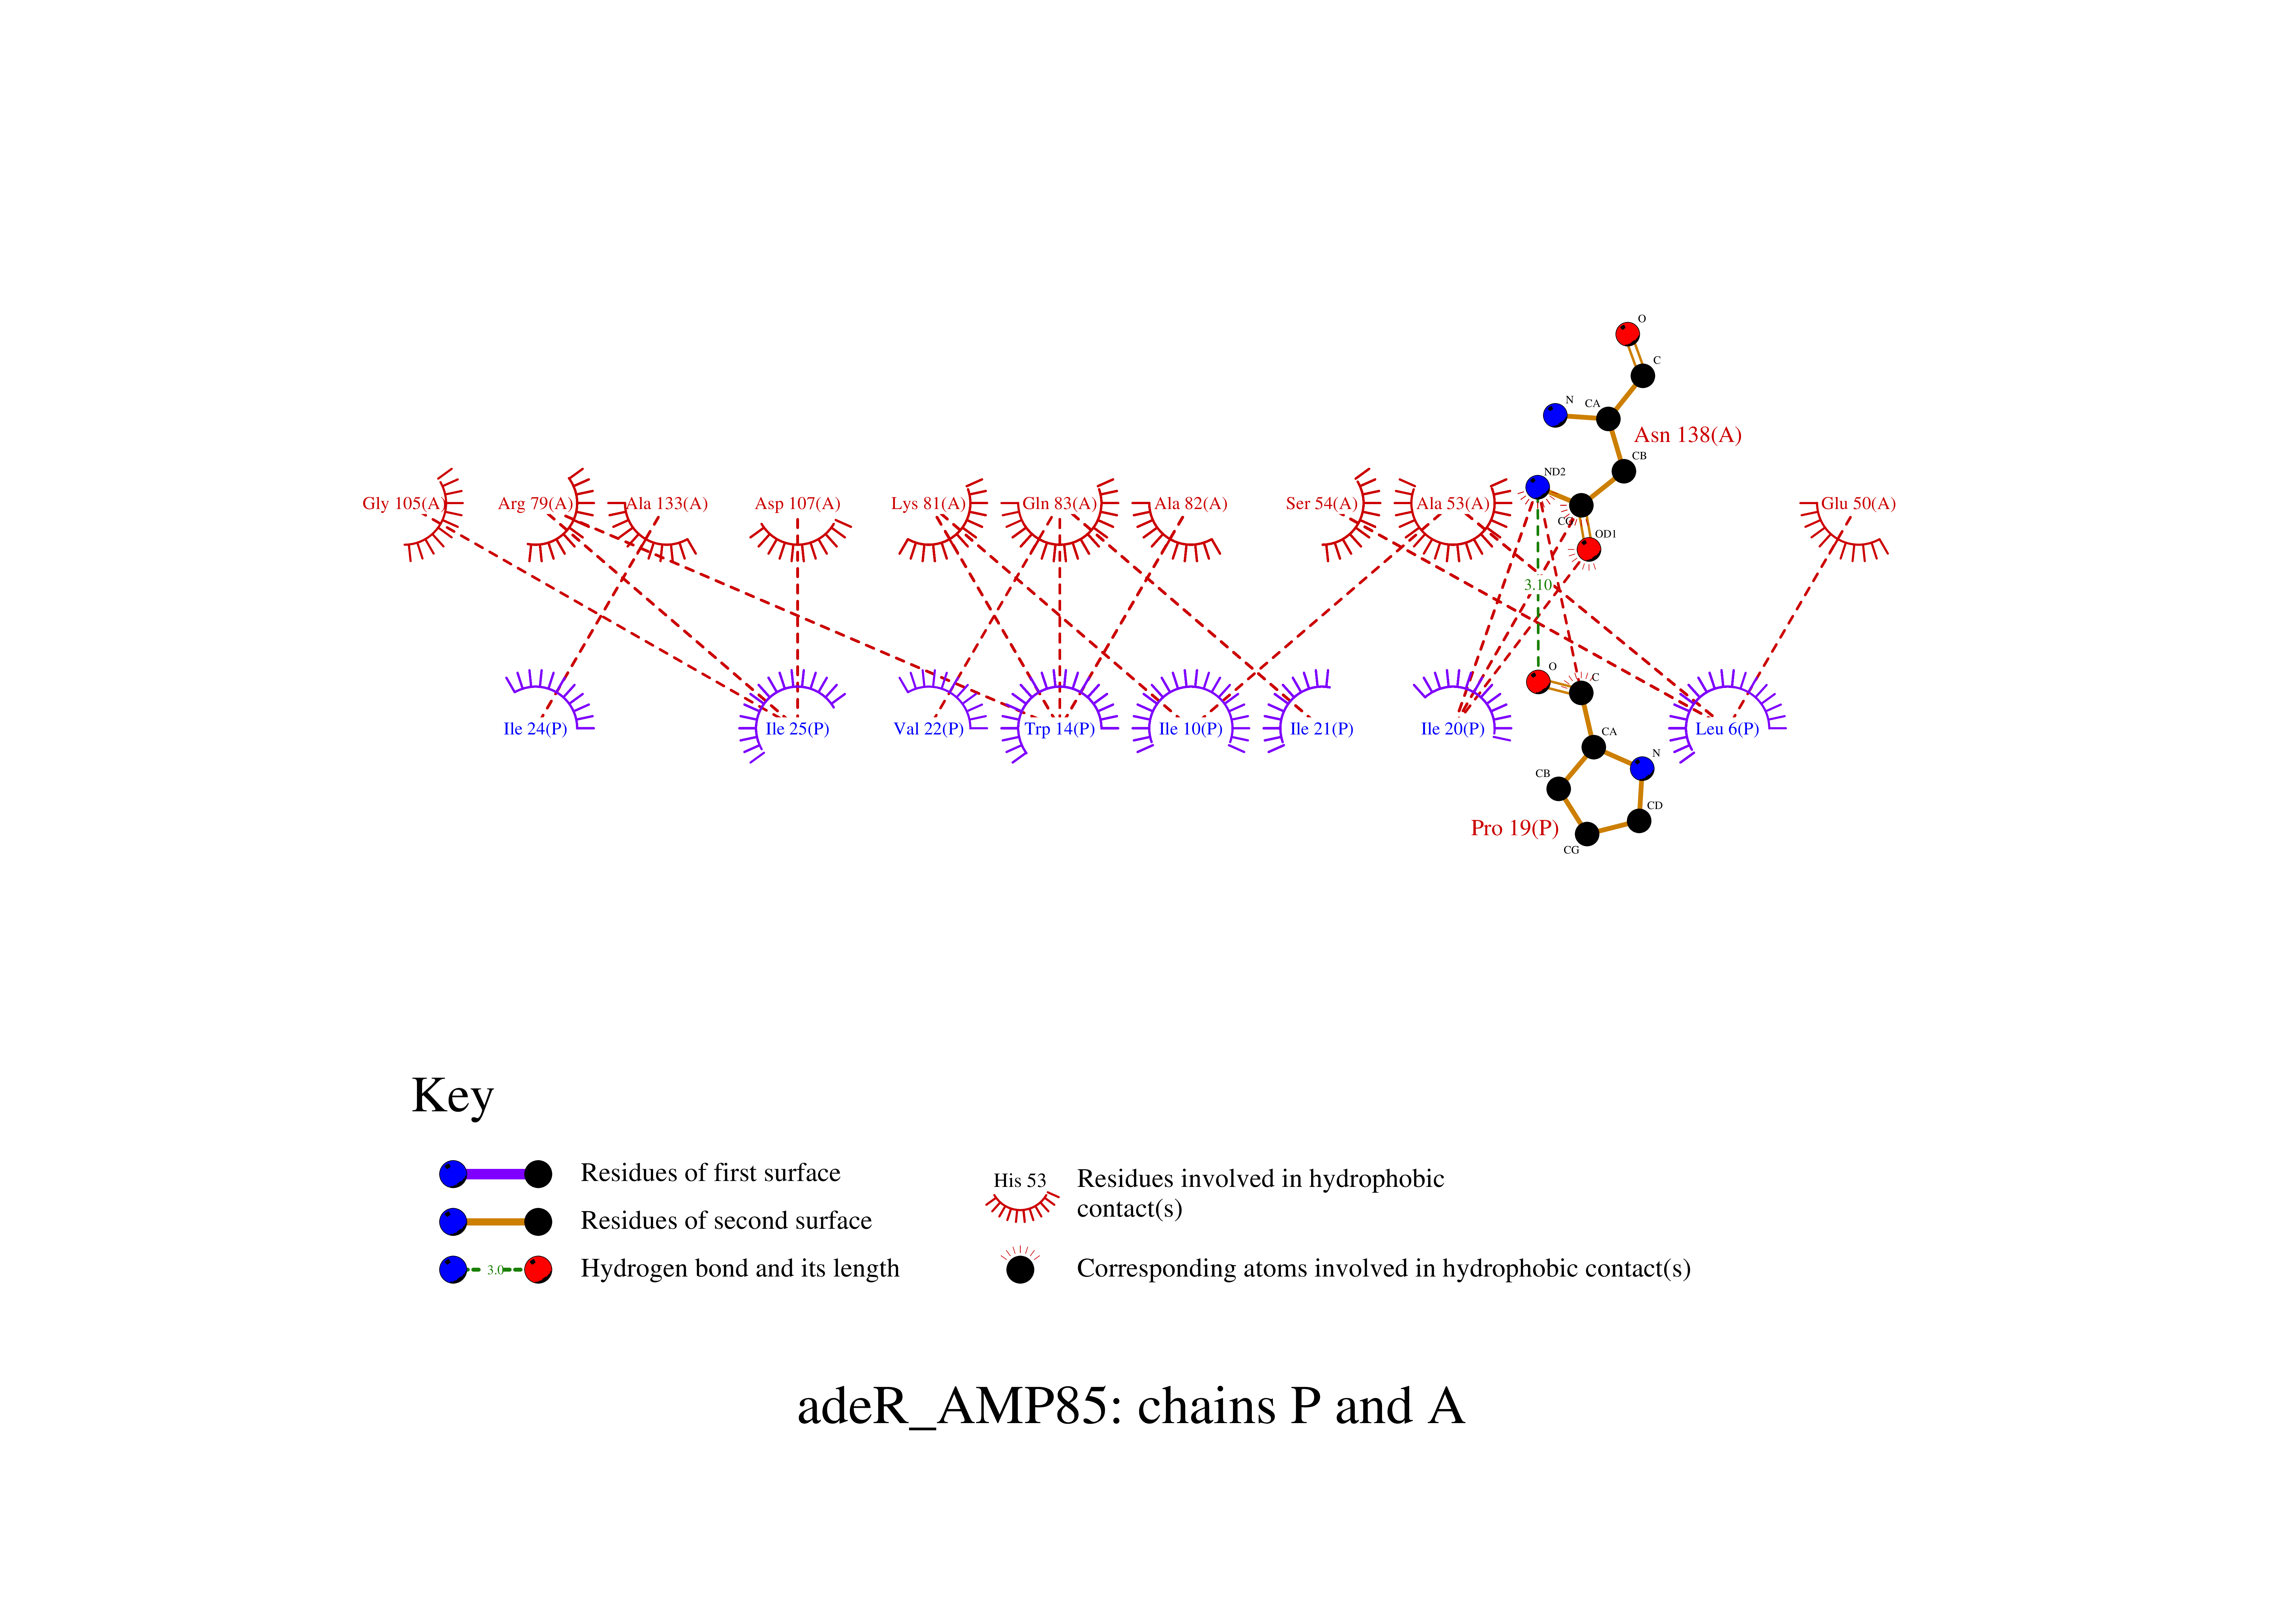 O
C
N
CA
Asn 138(A)
CB
ND2
Gly 105(A)
Arg 79(A)
Ala 133(A)
Asp 107(A)
Lys 81(A)
Gln 83(A)
Ala 82(A)
Ser 54(A)
Ala 53(A)
Glu 50(A)
CG
OD1
3.10
O
C
Ile 24(P)
Ile 25(P)
Val 22(P)
Trp 14(P)
Ile 10(P)
Ile 21(P)
Ile 20(P)
Leu 6(P)
CA
N
CB
CD
Pro 19(P)
CG
Key
Residues of first surface
Residues of second surface
3.0
Hydrogen bond and its length
His 53
Residues involved in hydrophobic
contact(s)
Corresponding atoms involved in hydrophobic contact(s)
adeR_AMP85: chains P and A